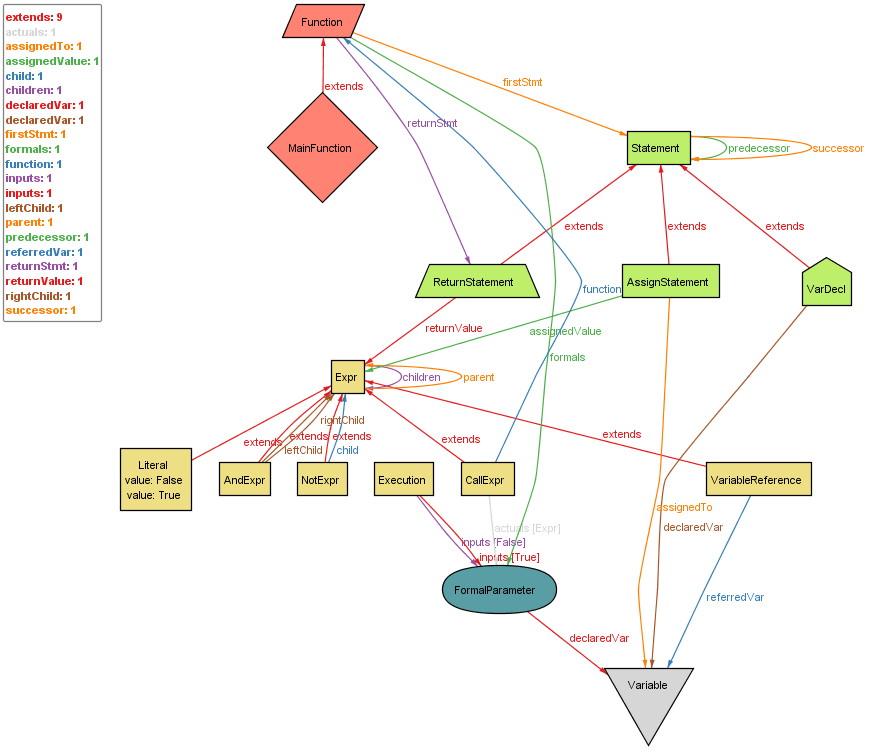 extends: 9
actuals: 1
assignedTo: 1
assignedValue: 1
child: 1
children: 1
declaredVar: 1
declaredVar: 1
firstStmt: 1
formals: 1
function: 1
inputs: 1
inputs: 1
leftChild: 1
parent: 1
predecessor: 1
referredVar: 1
returnStmt: 1
returnValue: 1
rightChild: 1
successor: 1
Function
firstStmt
extends
returnStmt
MainFunction
Statement
predecessor
successor
extends
extends
extends
ReturnStatement
AssignStatement
VarDecl
function
returnValue
assignedValue
formals
Expr
children
parent
rightChild
extends
extends
extends
extends
extends
leftChild
child
Literal
value: False
value: True
AndExpr
NotExpr
Execution
CallExpr
VariableReference
assignedTo
actuals [Expr]
declaredVar
inputs [False]
inputs [True]
FormalParameter
referredVar
declaredVar
Variable